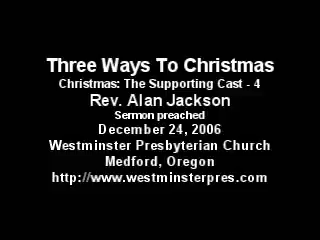 Three Ways To Christmas
Christmas: The Supporting Cast - 4
Rev. Alan Jackson
Sermon preached
December 24, 2006
Westminster Presbyterian Church
Medford, Oregon
http://www.westminsterpres.com